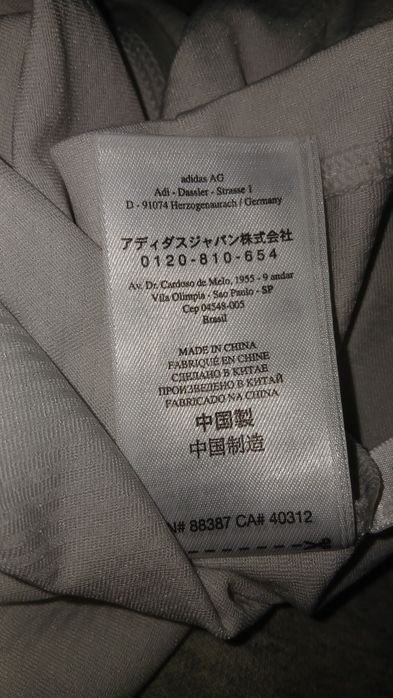 adidas AG
Adi - Dassler - Strasse 1
D - 91074 Herzogenaurach / Germany
アディダスジャパン株式会社
0120-810-654
Av. Dr. Cardoso de Melo, 1955 - 9 andar
Vila Olimpia - Sao Paulo - SP
Cep 04548-005
Brasil
MADE IN CHINA
FABRIQUÉ EN CHINE
СДЕЛАНО В КИТАЕ
ПРОИЗВЕДЕНО В КИТАЙ
FABRICADO NA CHINA
中国製
中国制造
N# 88387 CA# 40312